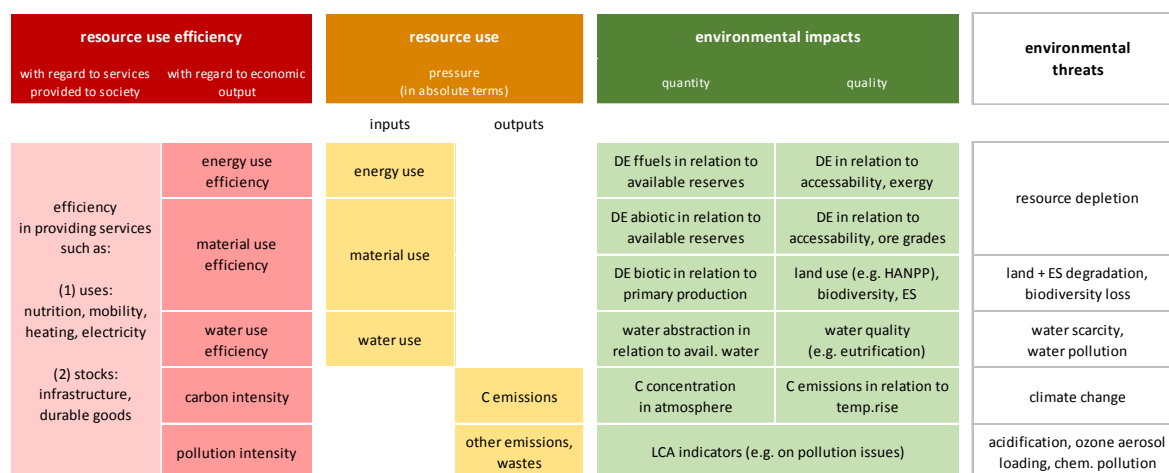 resource use efficiency
with regard to services
provided to society
with regard to economic
output
resource use
pressure
(in absolute terms)
environmental impacts
quantity
quality
environmental
threats
inputs
outputs
efficiency
in providing services
such as:
(1) uses:
nutrition, mobility,
heating, electricity
(2) stocks:
infrastructure,
durable goods
energy use
efficiency
energy use
DE ffuels in relation to
available reserves
DE in relation to
accessability, exergy
resource depletion
material use
efficiency
material use
DE abiotic in relation to
available reserves
DE in relation to
accessability, ore grades
DE biotic in relation to
primary production
land use (e.g. HANPP),
biodiversity, ES
land + ES degradation,
biodiversity loss
water use
efficiency
water use
water abstraction in
relation to avail. water
water quality
(e.g. eutrification)
water scarcity,
water pollution
carbon intensity
C emissions
C concentration
in atmosphere
C emissions in relation to
temp.rise
climate change
pollution intensity
other emissions,
wastes
LCA indicators (e.g. on pollution issues)
acidification, ozone aerosol
loading, chem. pollution